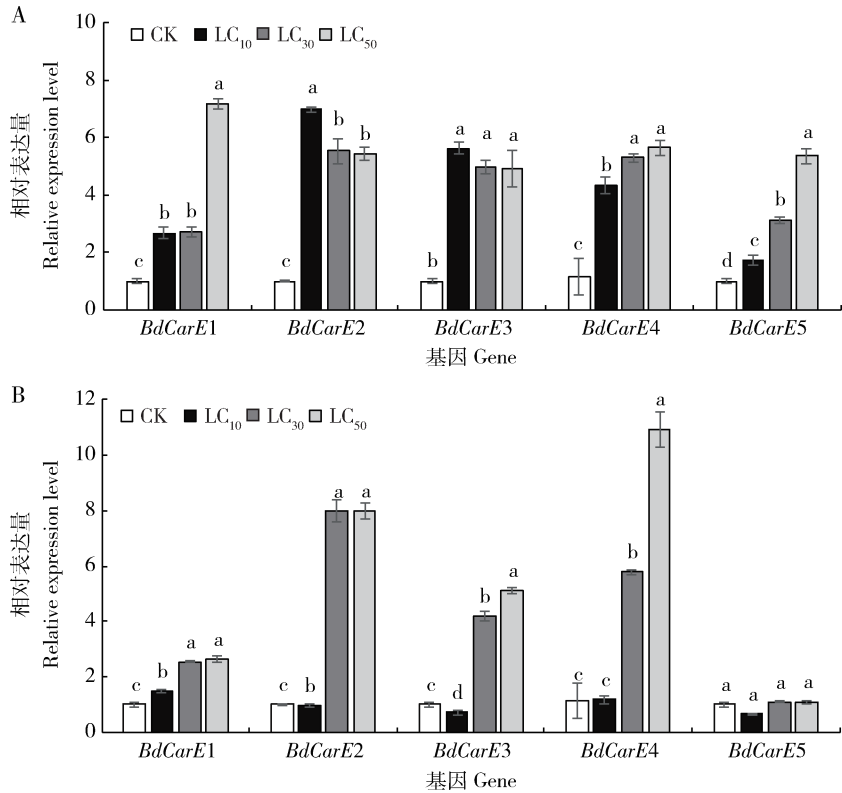 A
10
8
6
4
2
0
相对表达量
Relative expression level
CK LC10 LC30 LC50
c b b a
c a b b
b a a a
c b a a
d c b a
BdCarE1 BdCarE2 BdCarE3 BdCarE4 BdCarE5
基因 Gene
B
12
10
8
6
4
2
0
相对表达量
Relative expression level
CK LC10 LC30 LC50
c b a a
c b a a
c d b a
c c b a
a a a a
BdCarE1 BdCarE2 BdCarE3 BdCarE4 BdCarE5
基因 Gene